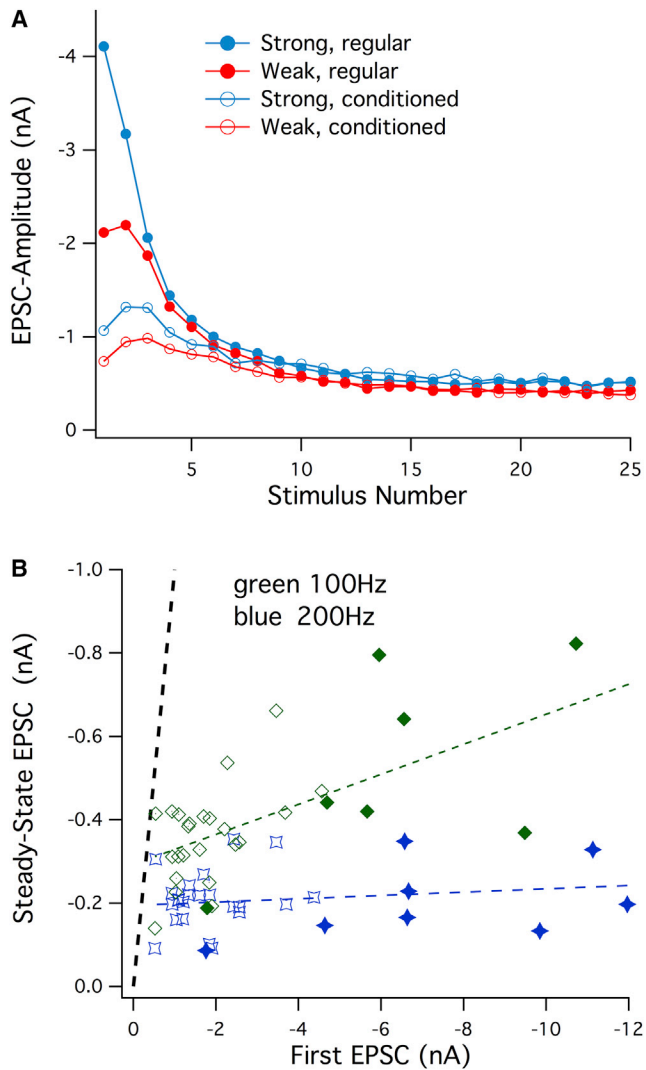 A
EPSC-Amplitude (nA)
-4
-3
-2
-1
0
Strong, regular
Weak, regular
Strong, conditioned
Weak, conditioned
5
10
15
20
25
Stimulus Number
B
Steady-State EPSC (nA)
-1.0
-0.8
-0.6
-0.4
-0.2
0.0
green 100Hz
blue 200Hz
0
-2
-4
-6
-8
-10
-12
First EPSC (nA)